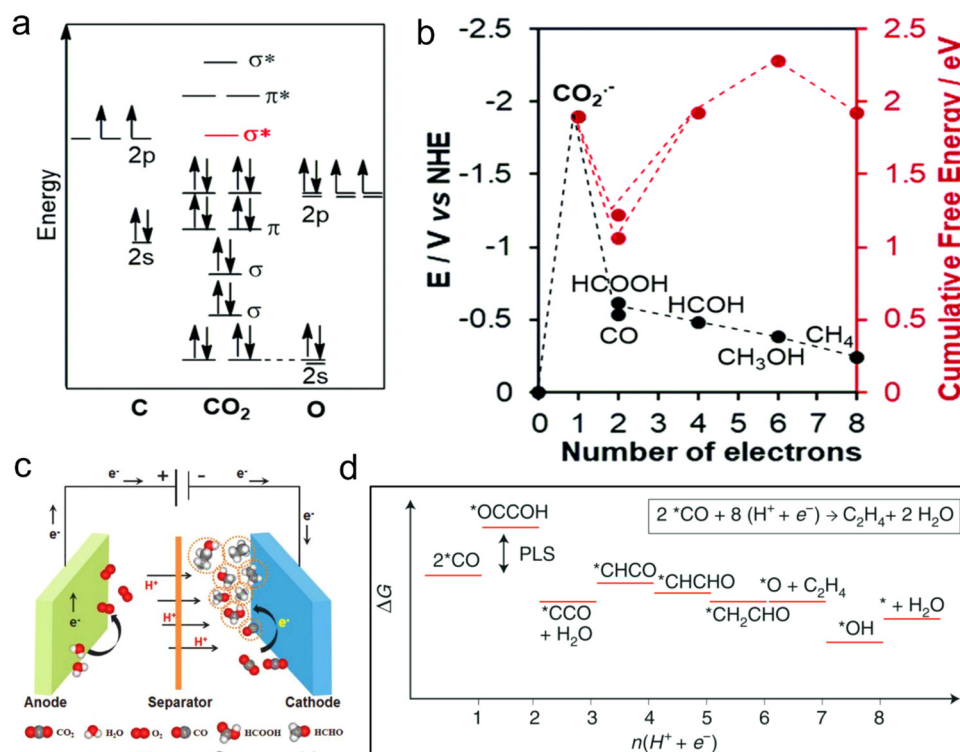 a
Energy
σ*
π*
σ*
2p
2s
π
σ
σ
2p
2s
C
CO₂
O
b
E / V vs NHE
-2.5
-2
-1.5
-1
-0.5
0
CO₂·-
HCOOH
CO
HCOH
CH₃OH
CH₄
0 1 2 3 4 5 6 7 8
Number of electrons
2.5
2
1.5
1
0.5
0
Cumulative Free Energy / eV
c
e⁻ + - e⁻
e⁻
e⁻
e⁻
e⁻
H⁺
H⁺
H⁺
H⁺
Anode Separator Cathode
CO₂ H₂O O₂ CO HCOOH HCHO
d
2 *CO + 8 (H⁺ + e⁻) → C₂H₄ + 2 H₂O
ΔG
2*CO
*OCCOH
PLS
*CCO
+ H₂O
*CHCO
*CHCHO
*CH₂CHO
*O + C₂H₄
*OH
* + H₂O
1 2 3 4 5 6 7 8
n(H⁺ + e⁻)